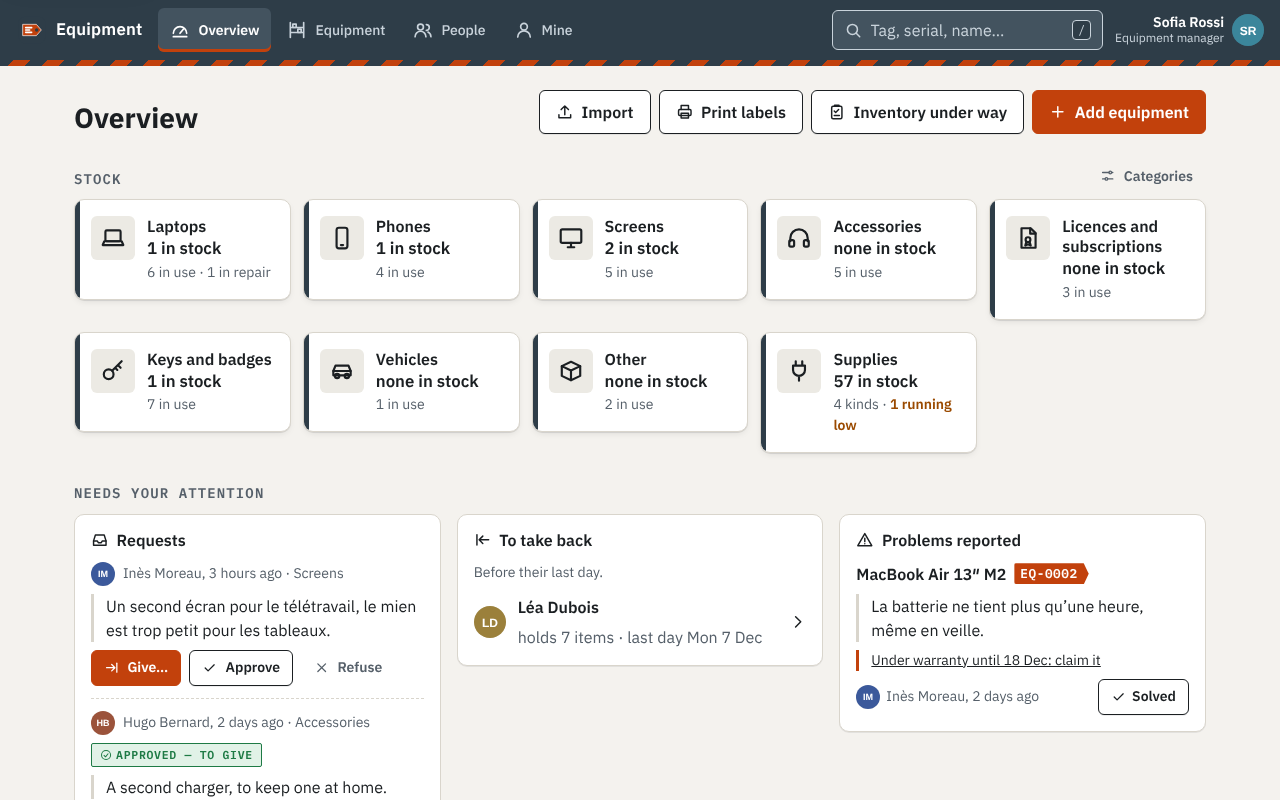 Equipment
Overview
Equipment
People
Mine
Tag, serial, name...
/
Sofia Rossi
Equipment manager
SR
Overview
Import
Print labels
Inventory under way
Add equipment
STOCK
Categories
Laptops
1 in stock
6 in use · 1 in repair
Phones
1 in stock
4 in use
Screens
2 in stock
5 in use
Accessories
none in stock
5 in use
Licences and
subscriptions
none in stock
3 in use
Keys and badges
1 in stock
7 in use
Vehicles
none in stock
1 in use
Other
none in stock
2 in use
Supplies
57 in stock
4 kinds · 1 running
low
NEEDS YOUR ATTENTION
Requests
IM Inès Moreau, 3 hours ago · Screens
Un second écran pour le télétravail, le mien
est trop petit pour les tableaux.
Give...
Approve
Refuse
HB Hugo Bernard, 2 days ago · Accessories
APPROVED — TO GIVE
A second charger, to keep one at home.
To take back
Before their last day.
LD
Léa Dubois
holds 7 items · last day Mon 7 Dec
Problems reported
MacBook Air 13″ M2 EQ-0002
La batterie ne tient plus qu’une heure,
même en veille.
Under warranty until 18 Dec: claim it
IM Inès Moreau, 2 days ago
Solved